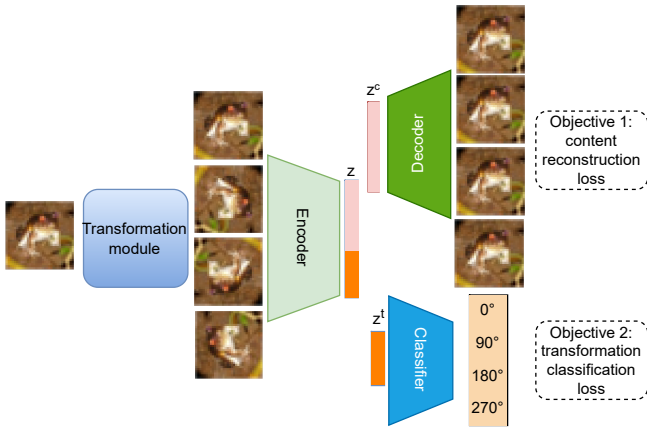 Transformation
module
Encoder
z
z^c
Decoder
Objective 1:
content
reconstruction
loss
z^t
Classifier
0°
90°
180°
270°
Objective 2:
transformation
classification
loss